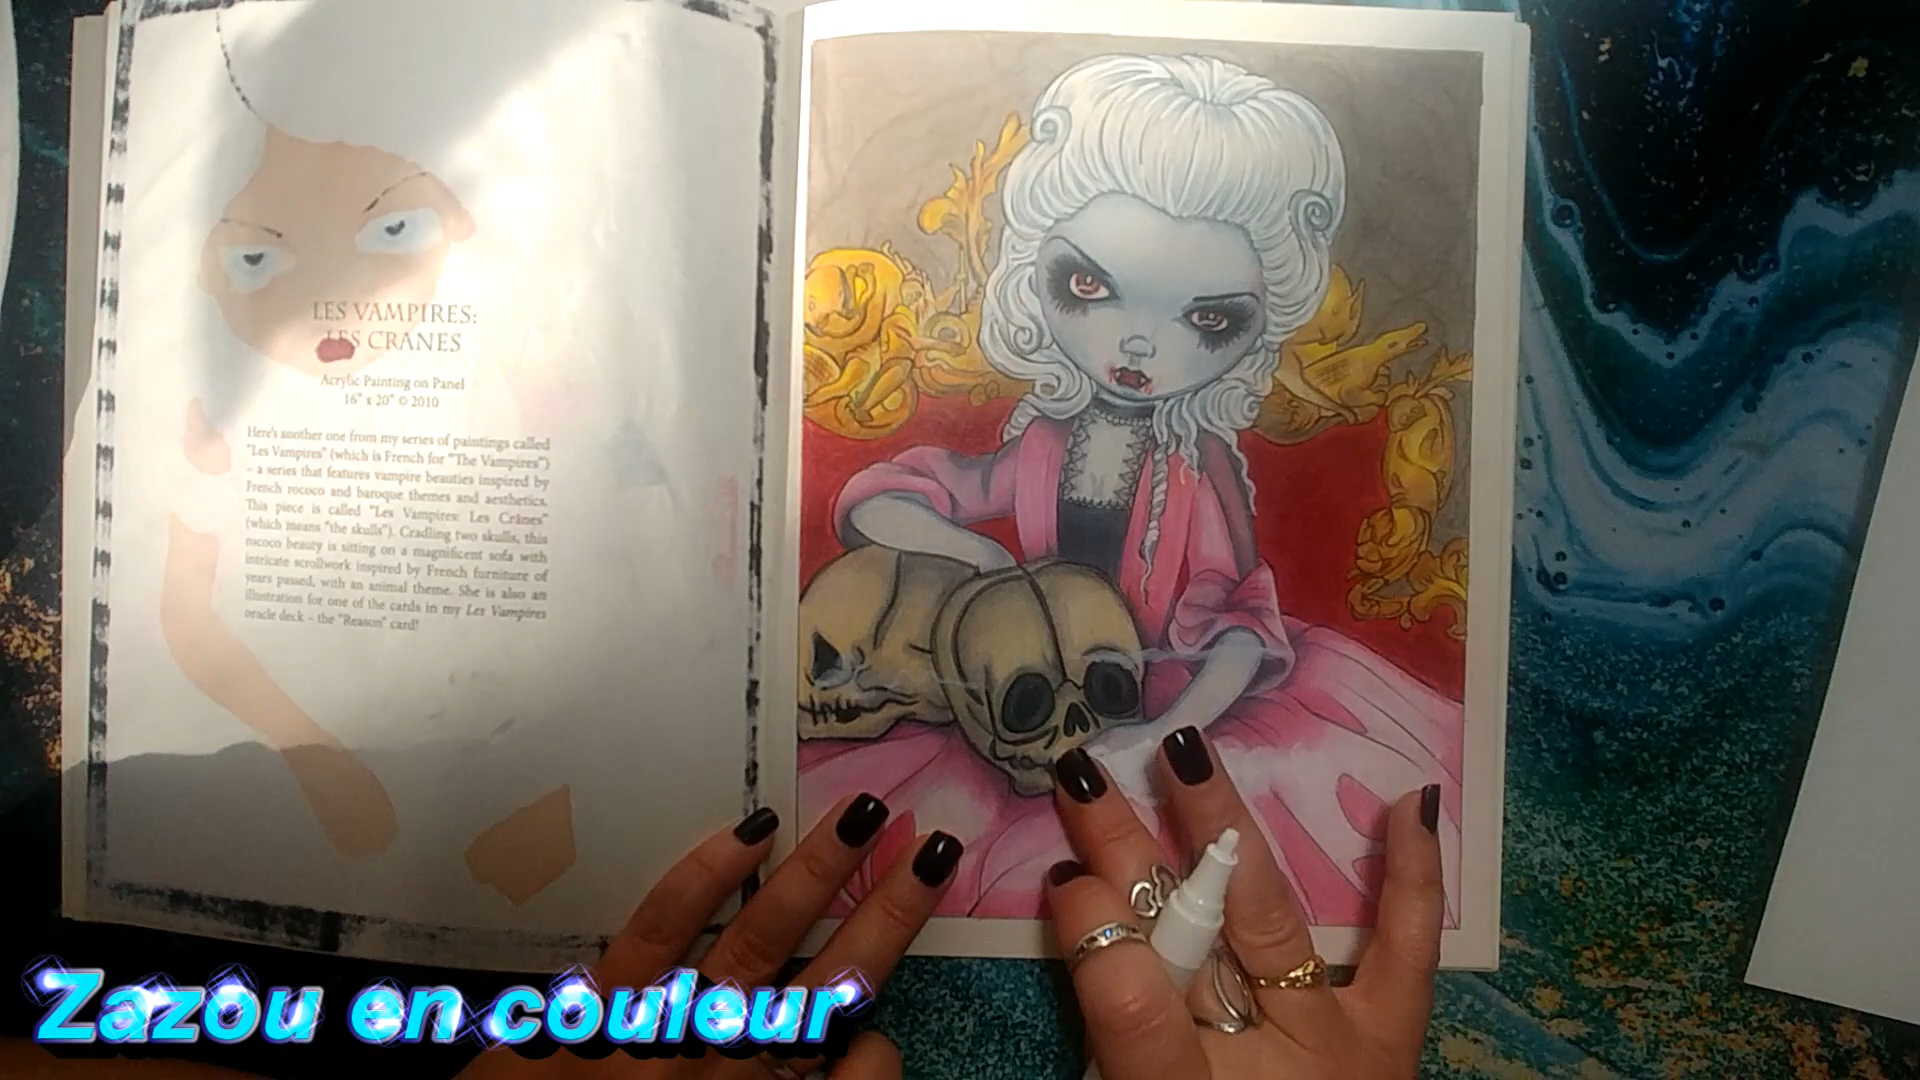 LES VAMPIRES:
LES CRANES
Acrylic Painting on Panel
16" x 20" © 2010
Here's another one from my series of paintings called
"Les Vampires" (which is French for "The Vampires")
– a series that features vampire beauties inspired by
French rococo and baroque themes and aesthetics.
This piece is called "Les Vampires: Les Crânes"
(which means "the skulls"). Cradling two skulls, this
rococo beauty is sitting on a magnificent sofa with
intricate scrollwork inspired by French furniture of
years passed, with an animal theme. She is also an
illustration for one of the cards in my Les Vampires
oracle deck – the "Reason" card!
Zazou en couleur